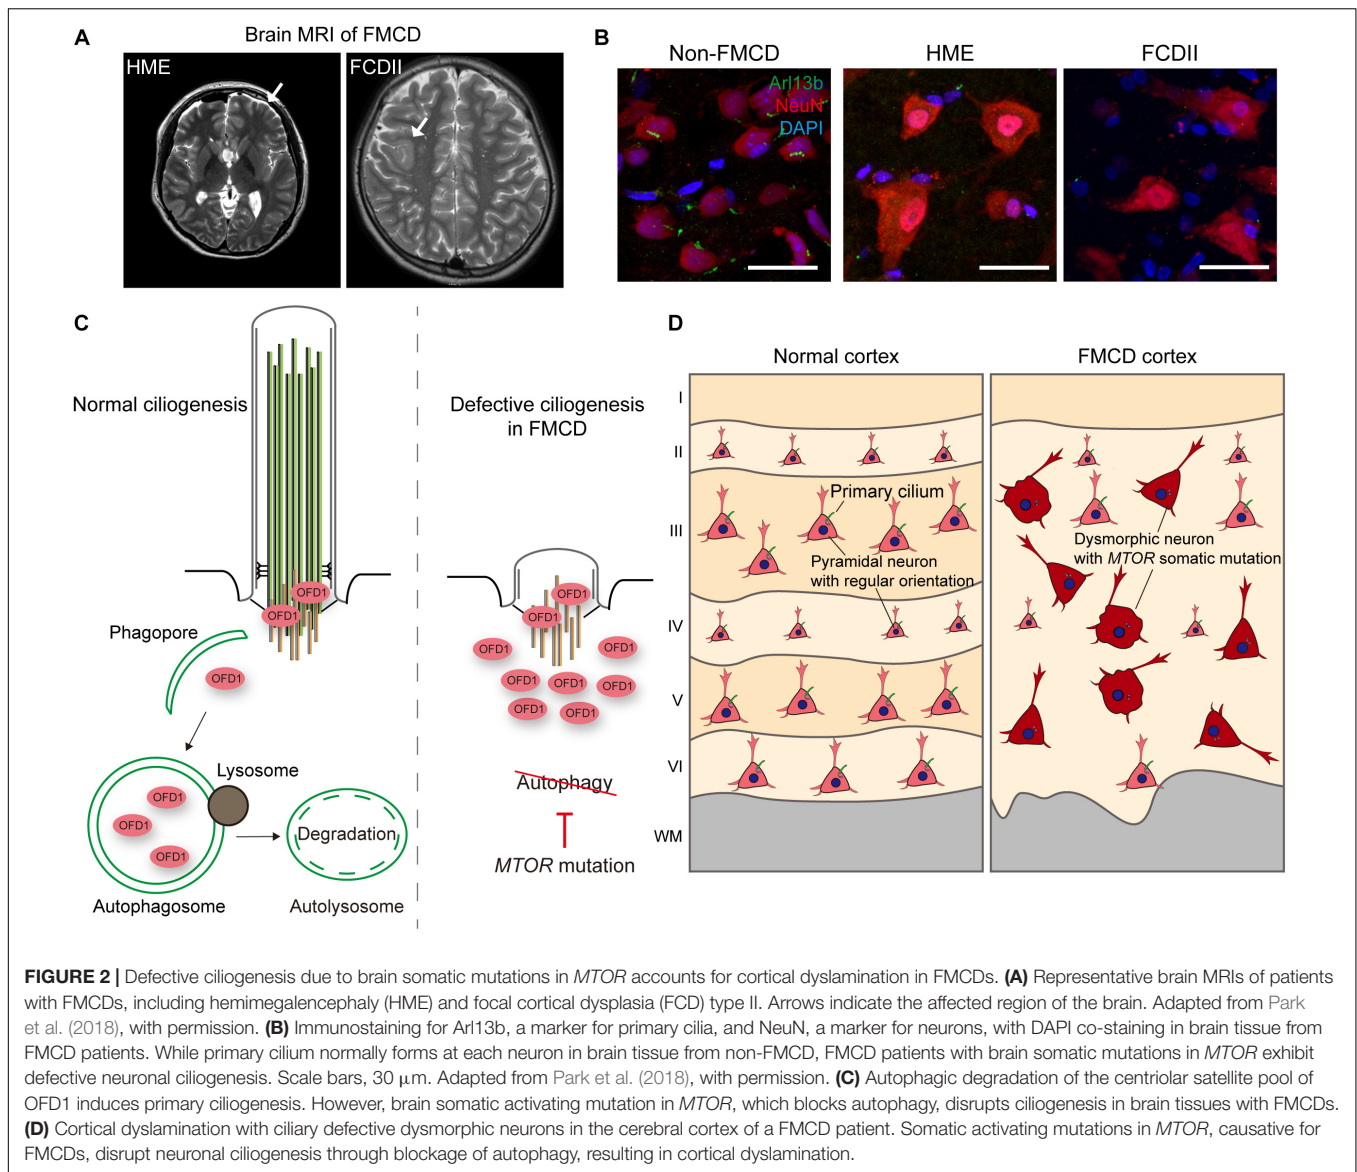 A
Brain MRI of FMCD
HME
FCDII
B
Non-FMCD
HME
FCDII
Arl13b
NeuN
DAPI
C
Normal ciliogenesis
OFD1
OFD1
Phagopore
OFD1
Lysosome
OFD1
OFD1
OFD1
Degradation
Autophagosome
Autolysosome
Defective ciliogenesis
in FMCD
OFD1
OFD1
OFD1
OFD1
OFD1
OFD1
OFD1
OFD1
OFD1
Autophagy
MTOR mutation
D
Normal cortex
FMCD cortex
I
II
III
IV
V
VI
WM
Primary cilium
Pyramidal neuron
with regular orientation
Dysmorphic neuron
with MTOR somatic mutation
FIGURE 2 | Defective ciliogenesis due to brain somatic mutations in MTOR accounts for cortical dyslamination in FMCDs. (A) Representative brain MRIs of patients
with FMCDs, including hemimegalencephaly (HME) and focal cortical dysplasia (FCD) type II. Arrows indicate the affected region of the brain. Adapted from Park
et al. (2018), with permission. (B) Immunostaining for Arl13b, a marker for primary cilia, and NeuN, a marker for neurons, with DAPI co-staining in brain tissue from
FMCD patients. While primary cilium normally forms at each neuron in brain tissue from non-FMCD, FMCD patients with brain somatic mutations in MTOR exhibit
defective neuronal ciliogenesis. Scale bars, 30 μm. Adapted from Park et al. (2018), with permission. (C) Autophagic degradation of the centriolar satellite pool of
OFD1 induces primary ciliogenesis. However, brain somatic activating mutation in MTOR, which blocks autophagy, disrupts ciliogenesis in brain tissues with FMCDs.
(D) Cortical dyslamination with ciliary defective dysmorphic neurons in the cerebral cortex of a FMCD patient. Somatic activating mutations in MTOR, causative for
FMCDs, disrupt neuronal ciliogenesis through blockage of autophagy, resulting in cortical dyslamination.